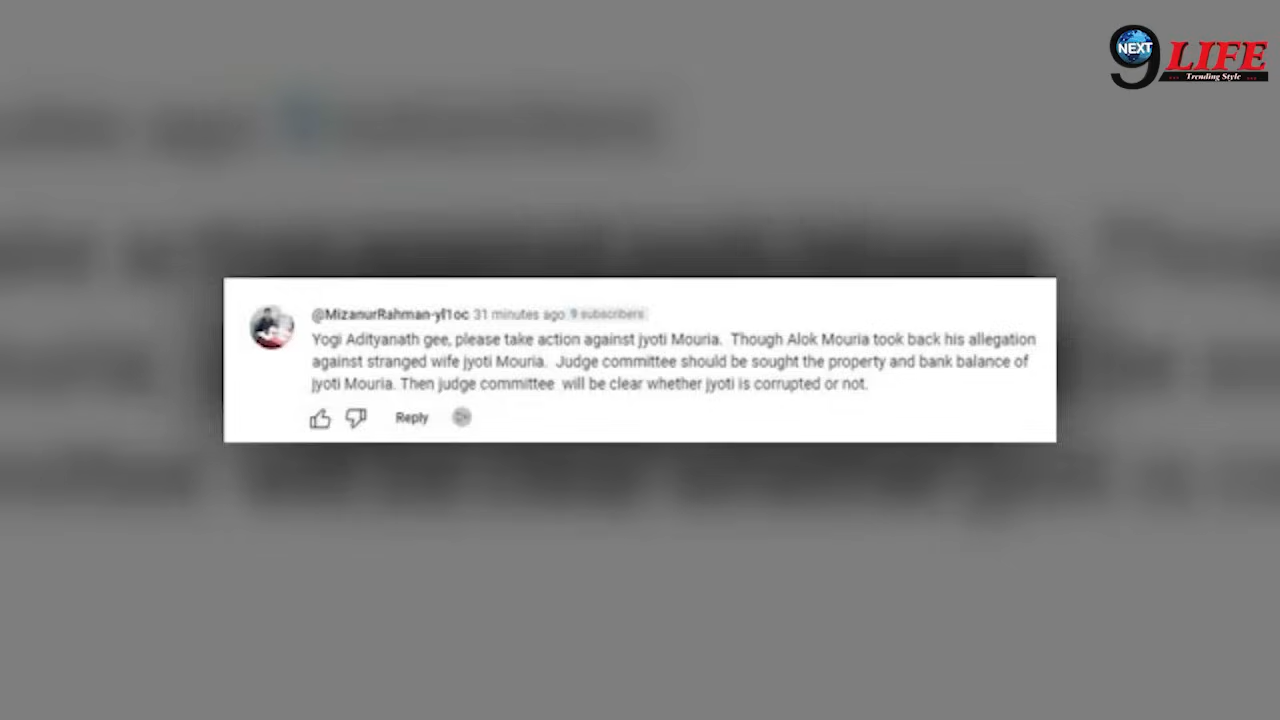 NEXT
9 LIFE
... Trending Style ...
@MizanurRahman-yl1oc 31 minutes ago 9 subscribers
Yogi Adityanath gee, please take action against jyoti Mouria. Though Alok Mouria took back his allegation
against stranged wife jyoti Mouria. Judge committee should be sought the property and bank balance of
jyoti Mouria. Then judge committee will be clear whether jyoti is corrupted or not.
Reply